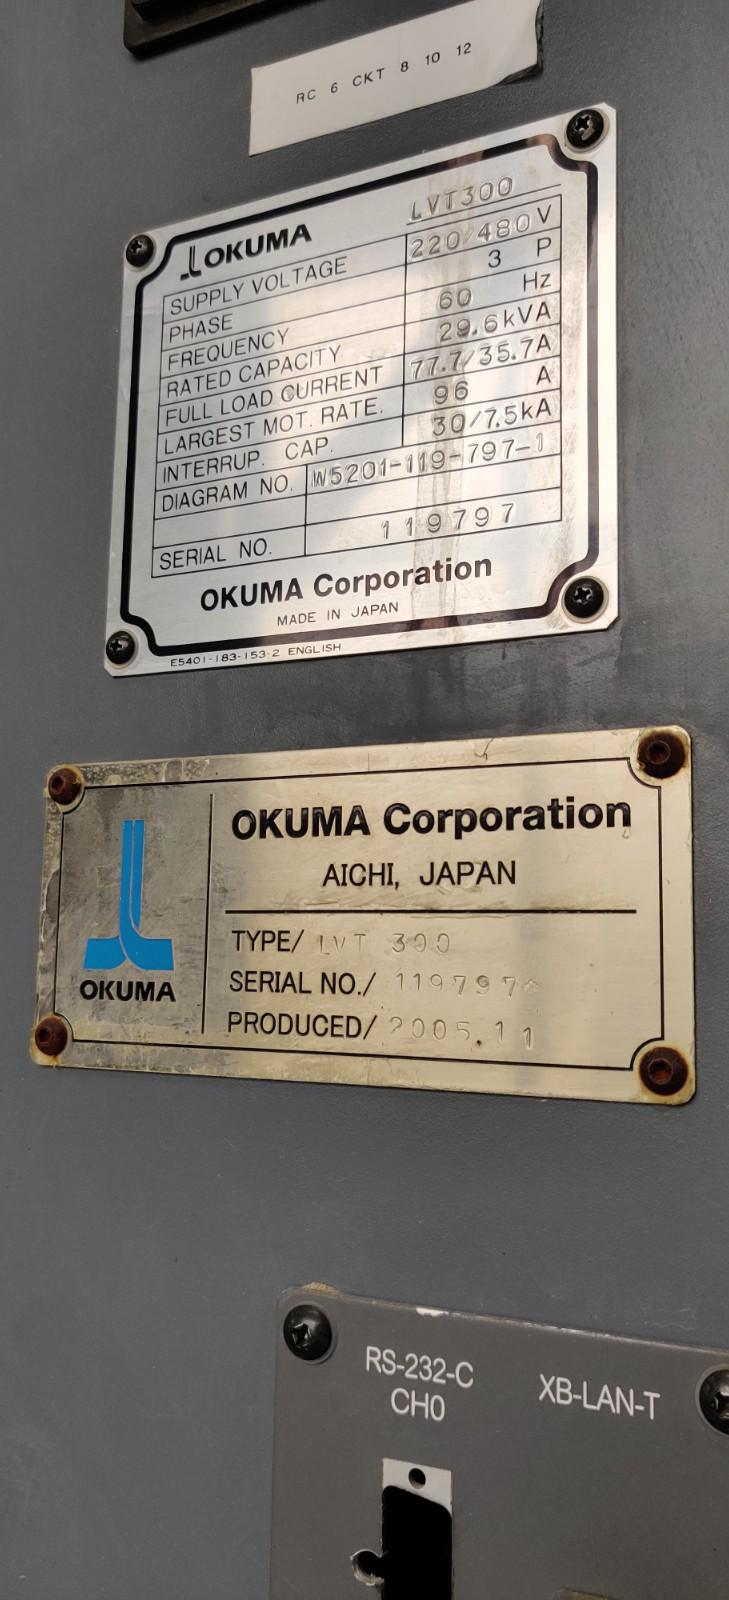 RC 6 CKT 8 10 12
OKUMA LVT300
SUPPLY VOLTAGE 220/480 V
PHASE 3 P
FREQUENCY 60 Hz
RATED CAPACITY 29.6 kVA
FULL LOAD CURRENT 77.7/35.7 A
LARGEST MOT. RATE. 96 A
INTERRUP. CAP. 30/7.5 kA
DIAGRAM NO. W5201-119-797-1
SERIAL NO. 119797
OKUMA Corporation
MADE IN JAPAN
E5401-183-153-2 ENGLISH
OKUMA Corporation
AICHI, JAPAN
TYPE/ LVT 300
SERIAL NO./ 119797
PRODUCED/ 2005.11
OKUMA
RS-232-C XB-LAN-T
CH0